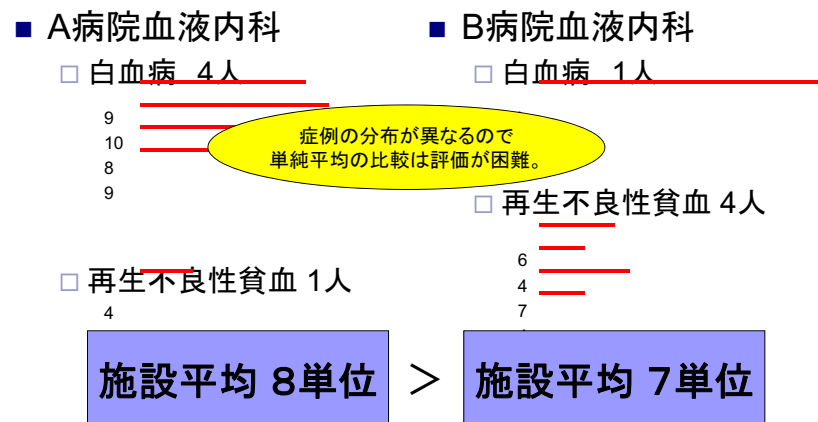 A病院血液内科
白血病 4人
9
10
8
9
再生不良性貧血 1人
4
施設平均 8単位
＞
B病院血液内科
白血病 1人
再生不良性貧血 4人
6
4
7
施設平均 7単位
症例の分布が異なるので
単純平均の比較は評価が困難。